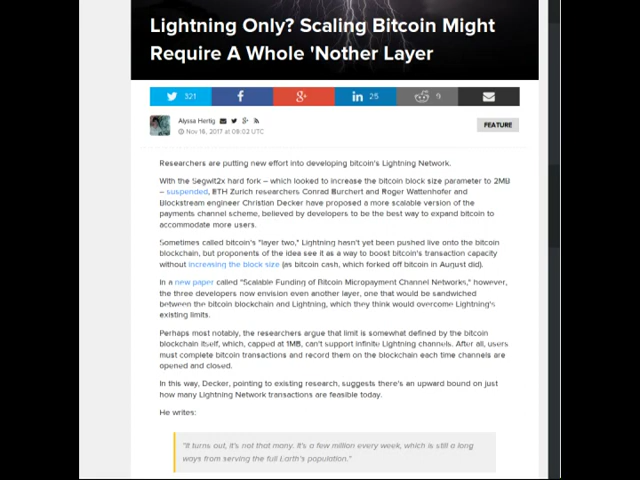 Lightning Only? Scaling Bitcoin Might
Require A Whole 'Nother Layer
321
25
9
Alyssa Hertig
Nov 16, 2017 at 08:02 UTC
FEATURE
Researchers are putting new effort into developing bitcoin's Lightning Network.
With the Segwit2x hard fork – which looked to increase the bitcoin block size parameter to 2MB
– suspended, ETH Zurich researchers Conrad Burchert and Roger Wattenhofer and
Blockstream engineer Christian Decker have proposed a more scalable version of the
payments channel scheme, believed by developers to be the best way to expand bitcoin to
accommodate more users.
Sometimes called bitcoin's "layer two," Lightning hasn't yet been pushed live onto the bitcoin
blockchain, but proponents of the idea see it as a way to boost bitcoin's transaction capacity
without increasing the block size (as bitcoin cash, which forked off bitcoin in August did).
In a new paper called "Scalable Funding of Bitcoin Micropayment Channel Networks," however,
the three developers now envision even another layer, one that would be sandwiched
between the bitcoin blockchain and Lightning, which they think would overcome Lightning's
existing limits.
Perhaps most notably, the researchers argue that limit is somewhat defined by the bitcoin
blockchain itself, which, capped at 1MB, can't support infinite Lightning channels. After all, users
must complete bitcoin transactions and record them on the blockchain each time channels are
opened and closed.
In this way, Decker, pointing to existing research, suggests there's an upward bound on just
how many Lightning Network transactions are feasible today.
He writes:
"It turns out, it's not that many. It's a few million every week, which is still a long
ways from serving the full Earth's population."